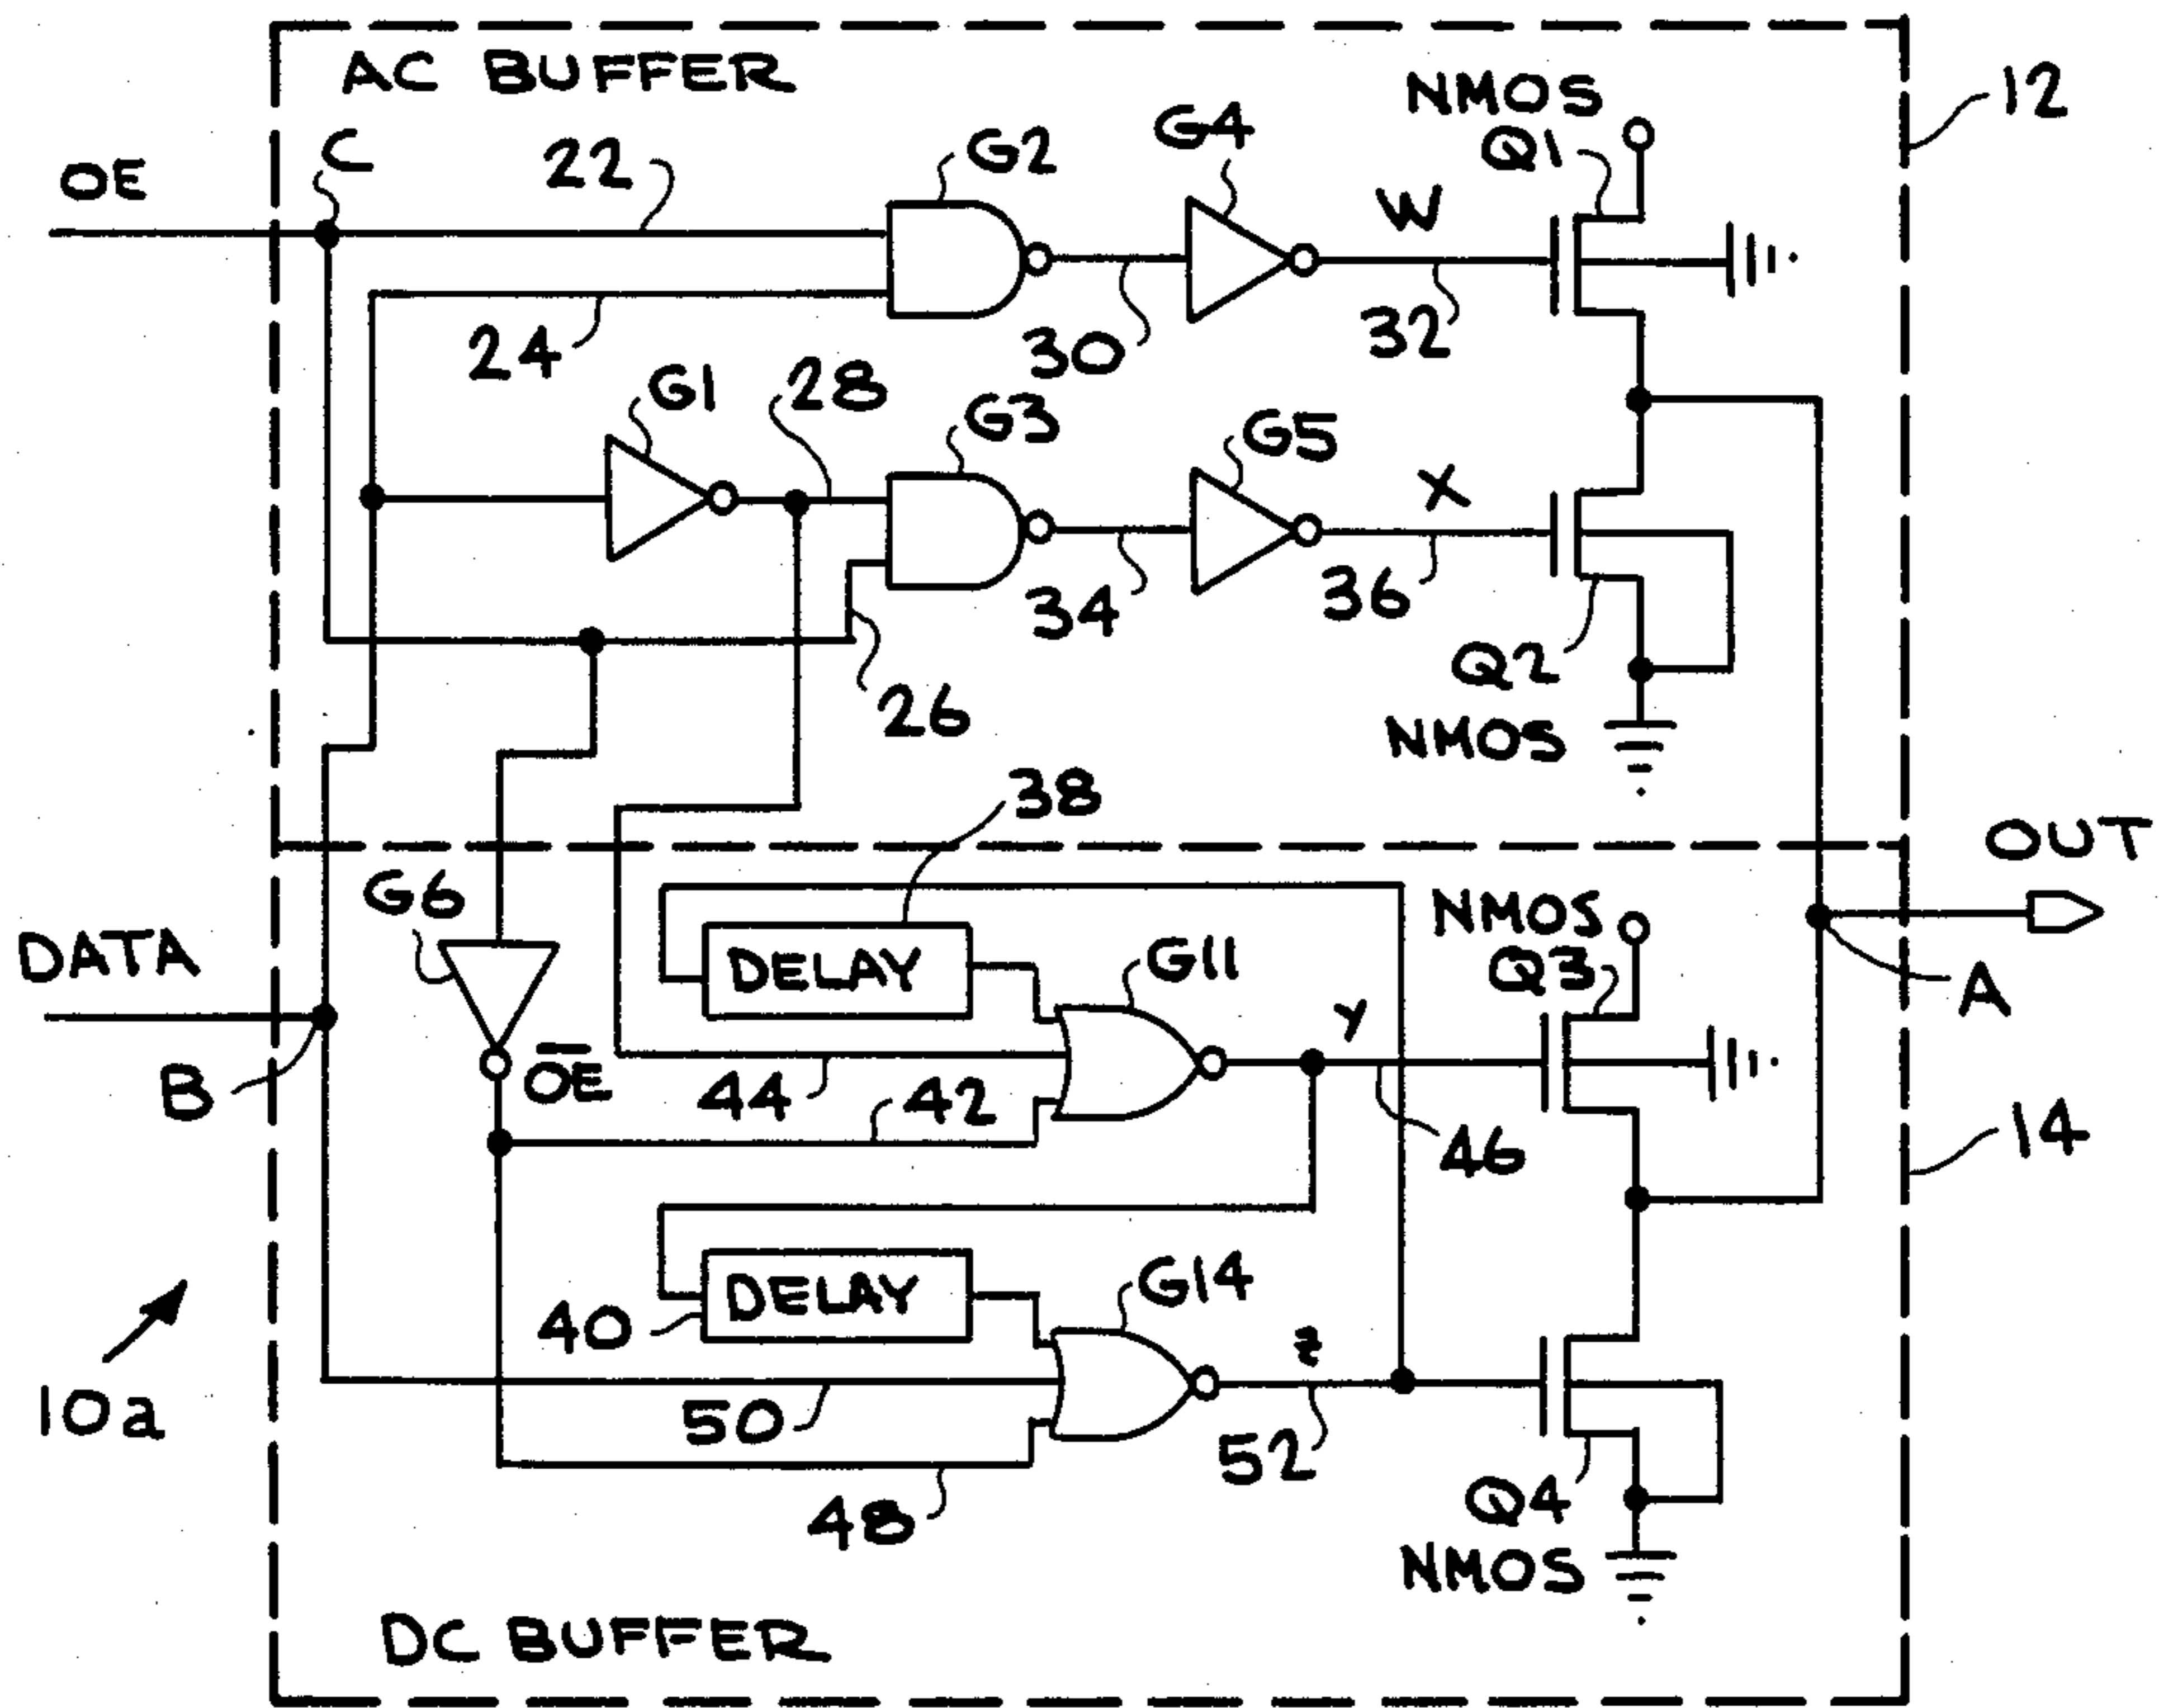 AC BUFFER
12
NMOS
Q1
OE
C
22
G2
G4
W
24
30
32
G1
28
G3
G5
X
34
36
26
Q2
NMOS
38
OUT
G6
DELAY
G11
NMOS
Q3
A
DATA
B
OE
44
42
Y
46
14
DELAY
40
G14
Z
10a
50
52
48
Q4
NMOS
DC BUFFER